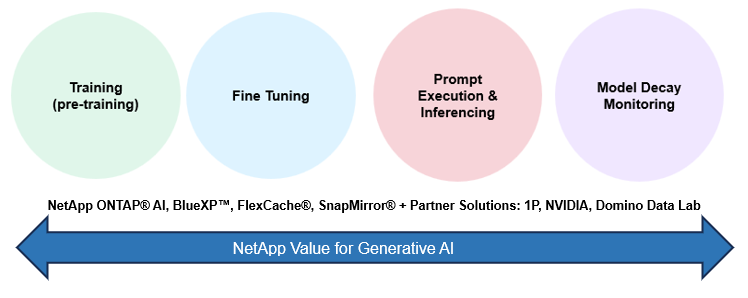 Training
(pre-training)
Fine Tuning
Prompt
Execution &
Inferencing
Model Decay
Monitoring
NetApp ONTAP® AI, BlueXP™, FlexCache®, SnapMirror® + Partner Solutions: 1P, NVIDIA, Domino Data Lab
NetApp Value for Generative AI